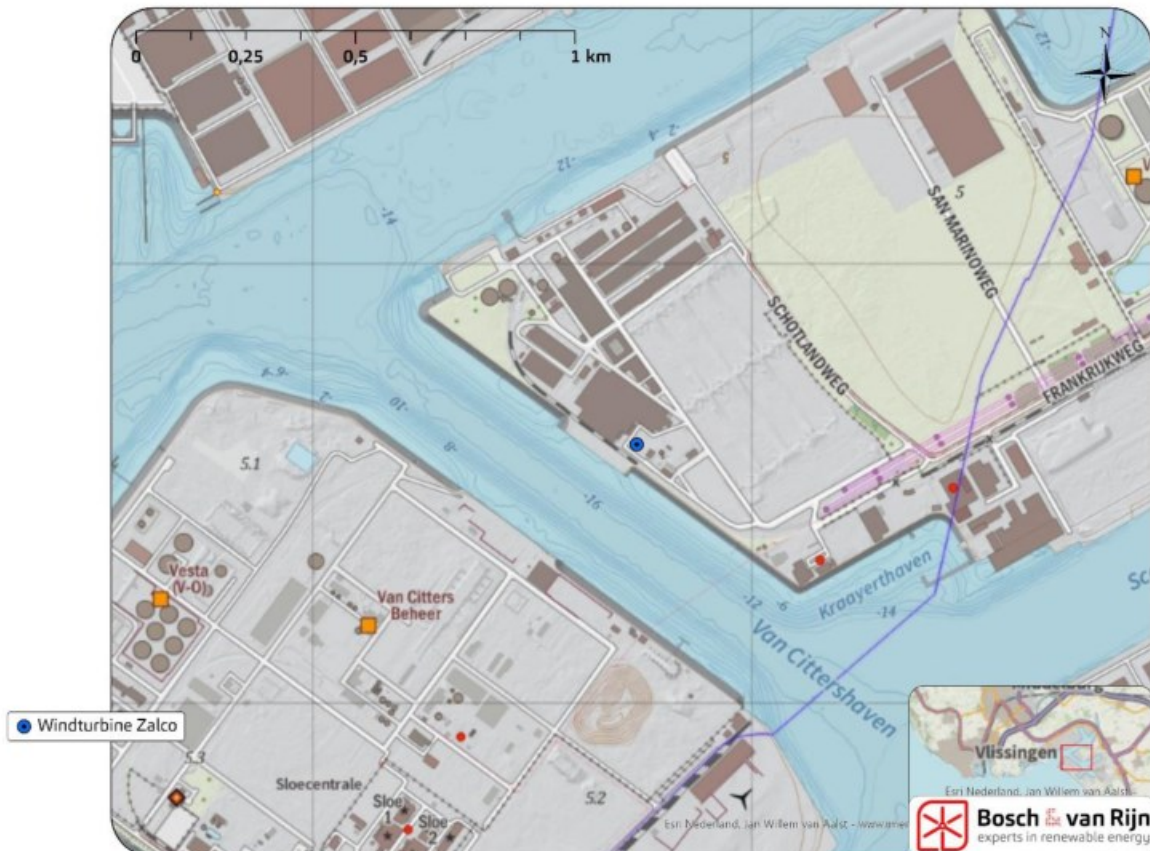 N
0 0,25 0,5 1 km
-12
-2
-4
-12
-14
5
SAN MARINOWEG
SCHOTLANDWEG
FRANKRIJKWEG
-10
-8
-16
5.1
Vesta
(V-O)
Van Citters
Beheer
Kraayerthaven
-12
-6
-14
Van Cittershaven
Windturbine Zalco
5.3
Sloecentrale
Sloe
1
Sloe
2
5.2
Vlissingen
Esri Nederland, Jan Willem van Aalst
Esri Nederland, Jan Willem van Aalst
Bosch & van Rijn
experts in renewable energy